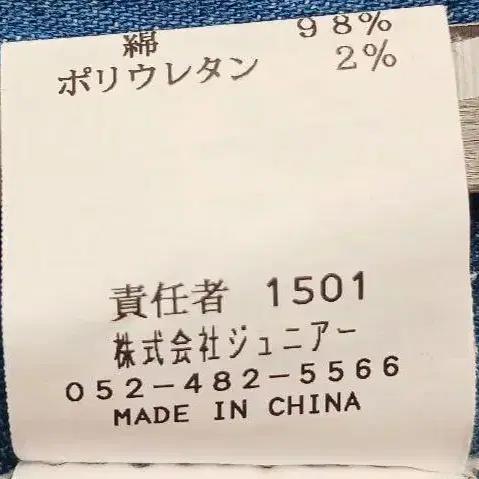 綿 98%
ポリウレタン 2%
責任者 1501
株式会社ジュニアー
052-482-5566
MADE IN CHINA